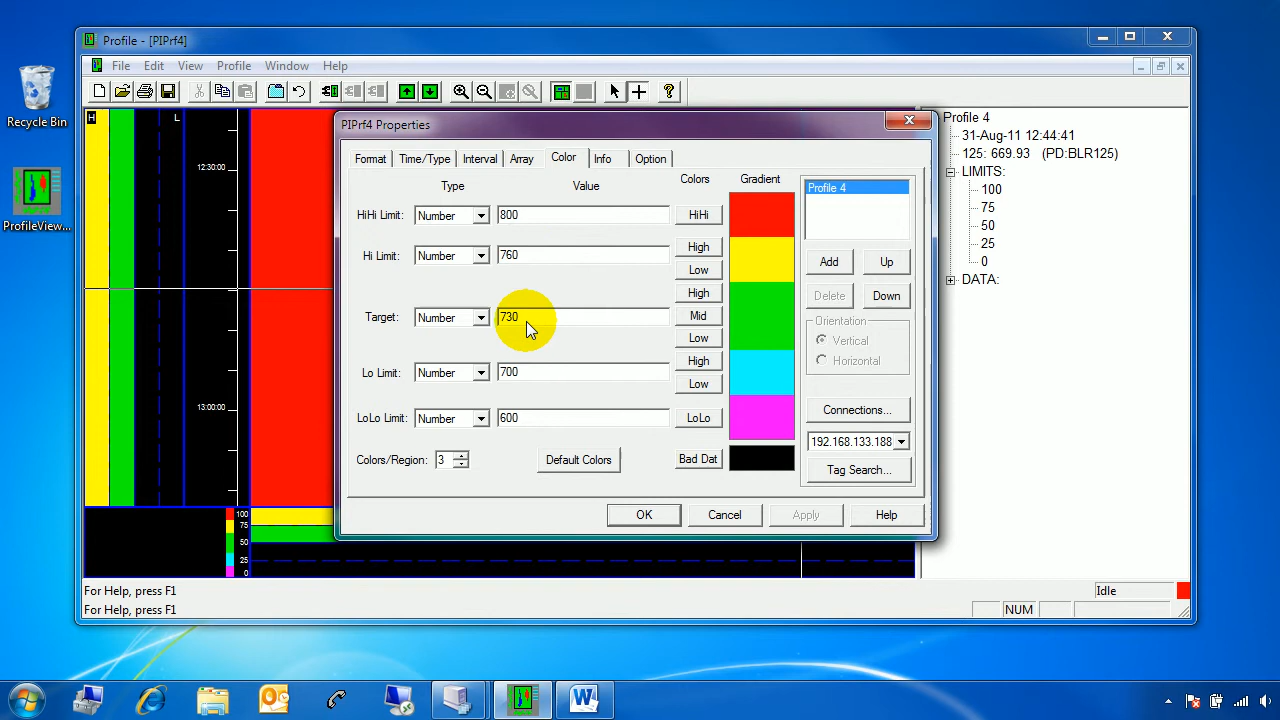 Recycle Bin
ProfileView...
Profile - [PIPrf4]
File Edit View Profile Window Help
H L
12:30:00
13:00:00
100
75
25
0
PIPrf4 Properties
Format Time/Type Interval Array Color Info Option
Type Value Colors Gradient
HiHi Limit: Number 800 HiHi
Hi Limit: Number 760 High
Low
High
Target: Number 730 Mid
Low
Lo Limit: Number 700 High
Low
LoLo Limit: Number 600 LoLo
Colors/Region: 3 Default Colors Bad Dat
Profile 4
Add Up
Delete Down
Orientation
Vertical
Horizontal
Connections...
192.168.133.188
Tag Search...
OK Cancel Apply Help
Profile 4
31-Aug-11 12:44:41
125: 669.93 (PD:BLR125)
LIMITS:
100
75
50
25
0
DATA:
For Help, press F1 Idle
For Help, press F1 NUM